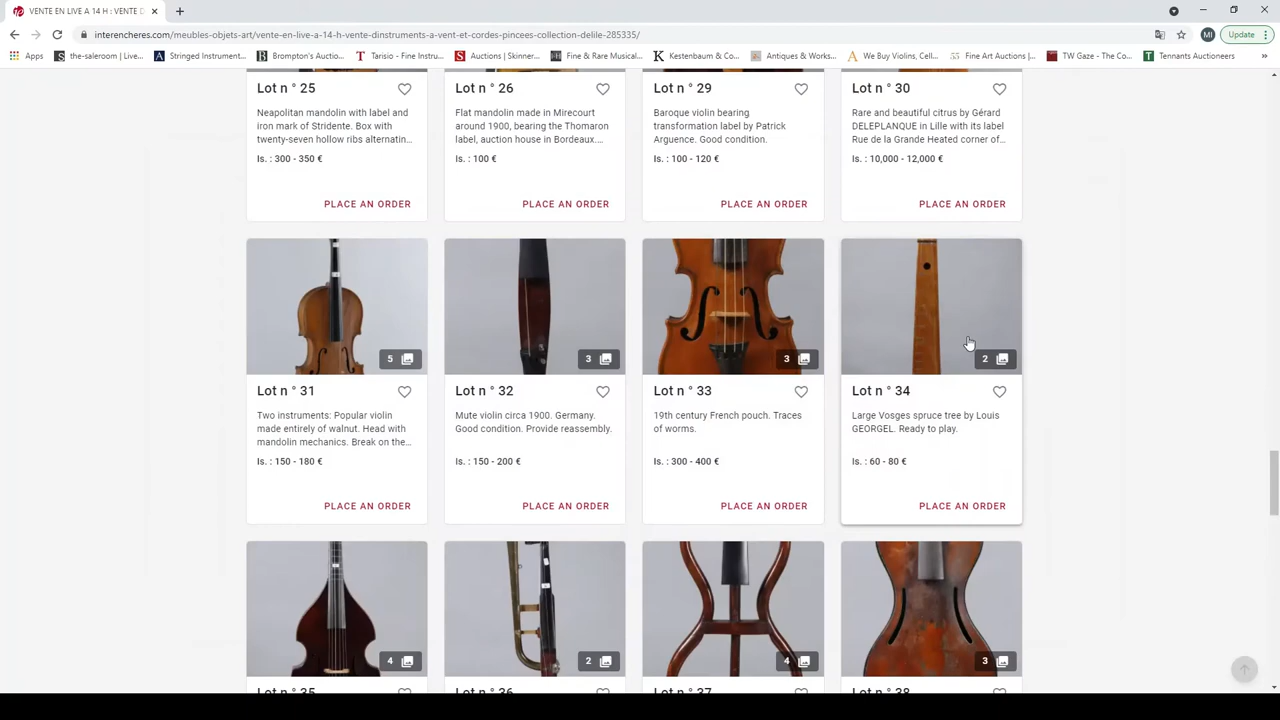 VENTE EN LIVE A 14 H : VENTE D
interencheres.com/meubles-objets-art/vente-en-live-a-14-h-vente-dinstruments-a-vent-et-cordes-pincees-collection-delile-285335/
MI
Update
Apps
the-saleroom | Live...
Stringed Instrument...
Brompton's Auctio...
Tarisio - Fine Instru...
Auctions | Skinner...
Fine & Rare Musical...
Kestenbaum & Co...
Antiques & Works...
We Buy Violins, Cell...
Fine Art Auctions |...
TW Gaze - The Co...
Tennants Auctioneers
Lot n ° 25
Neapolitan mandolin with label and
iron mark of Stridente. Box with
twenty-seven hollow ribs alternatin...
Is. : 300 - 350 €
PLACE AN ORDER
Lot n ° 26
Flat mandolin made in Mirecourt
around 1900, bearing the Thomaron
label, auction house in Bordeaux....
Is. : 100 €
PLACE AN ORDER
Lot n ° 29
Baroque violin bearing
transformation label by Patrick
Arguence. Good condition.
Is. : 100 - 120 €
PLACE AN ORDER
Lot n ° 30
Rare and beautiful citrus by Gérard
DELEPLANQUE in Lille with its label
Rue de la Grande Heated corner of...
Is. : 10,000 - 12,000 €
PLACE AN ORDER
5
Lot n ° 31
Two instruments: Popular violin
made entirely of walnut. Head with
mandolin mechanics. Break on the...
Is. : 150 - 180 €
PLACE AN ORDER
3
Lot n ° 32
Mute violin circa 1900. Germany.
Good condition. Provide reassembly.
Is. : 150 - 200 €
PLACE AN ORDER
3
Lot n ° 33
19th century French pouch. Traces
of worms.
Is. : 300 - 400 €
PLACE AN ORDER
2
Lot n ° 34
Large Vosges spruce tree by Louis
GEORGEL. Ready to play.
Is. : 60 - 80 €
PLACE AN ORDER
4
Lot n ° 35
2
Lot n ° 36
4
Lot n ° 37
3
Lot n ° 38